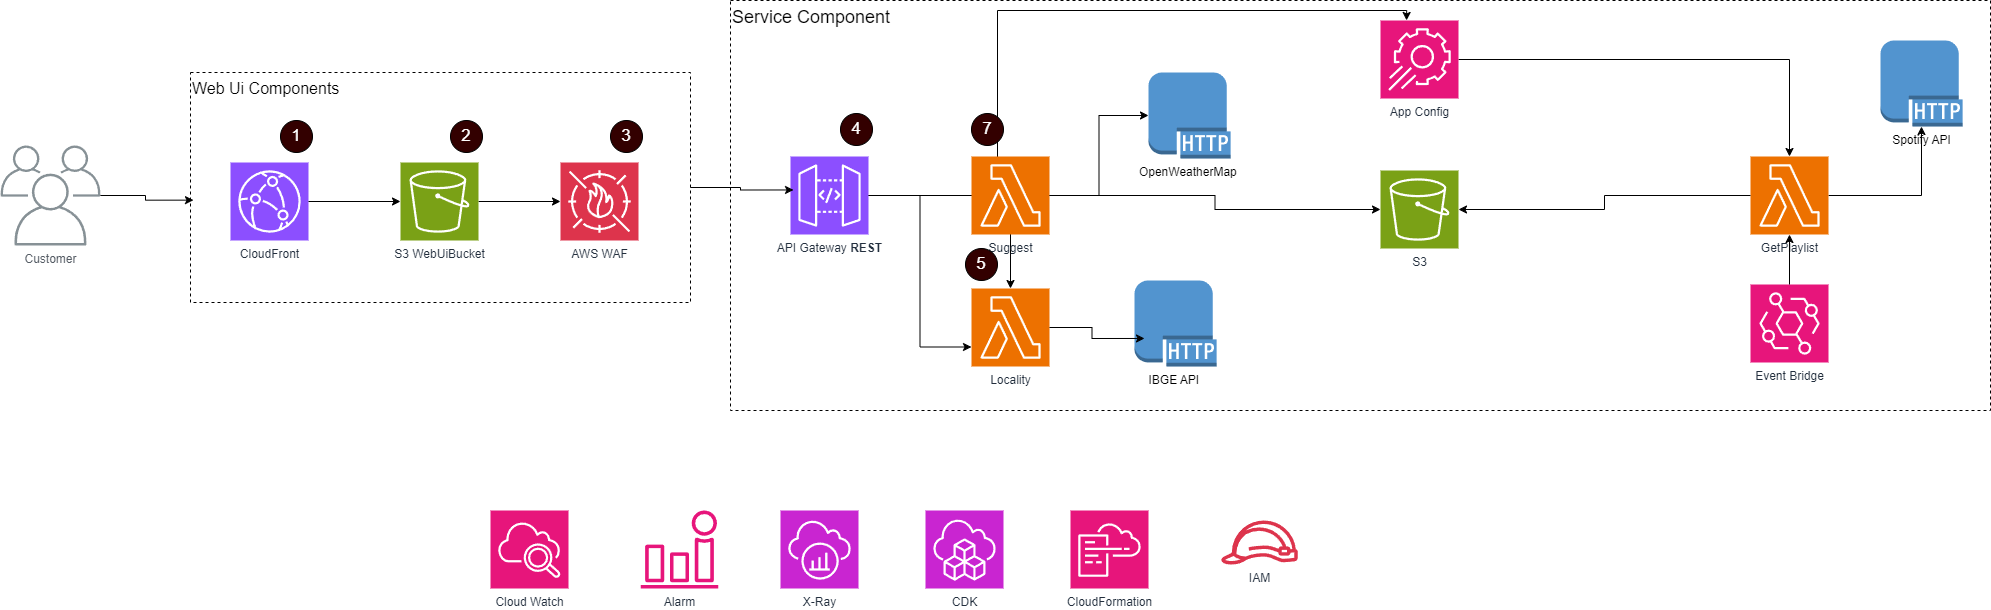 Service Component
Web Ui Components
1
2
3
4
7
5
HTTP
HTTP
HTTP
App Config
Spotify API
OpenWeatherMap
Customer
CloudFront
S3 WebUiBucket
AWS WAF
API Gateway REST
Suggest
S3
GetPlaylist
Locality
IBGE API
Event Bridge
Cloud Watch
Alarm
X-Ray
CDK
CloudFormation
IAM